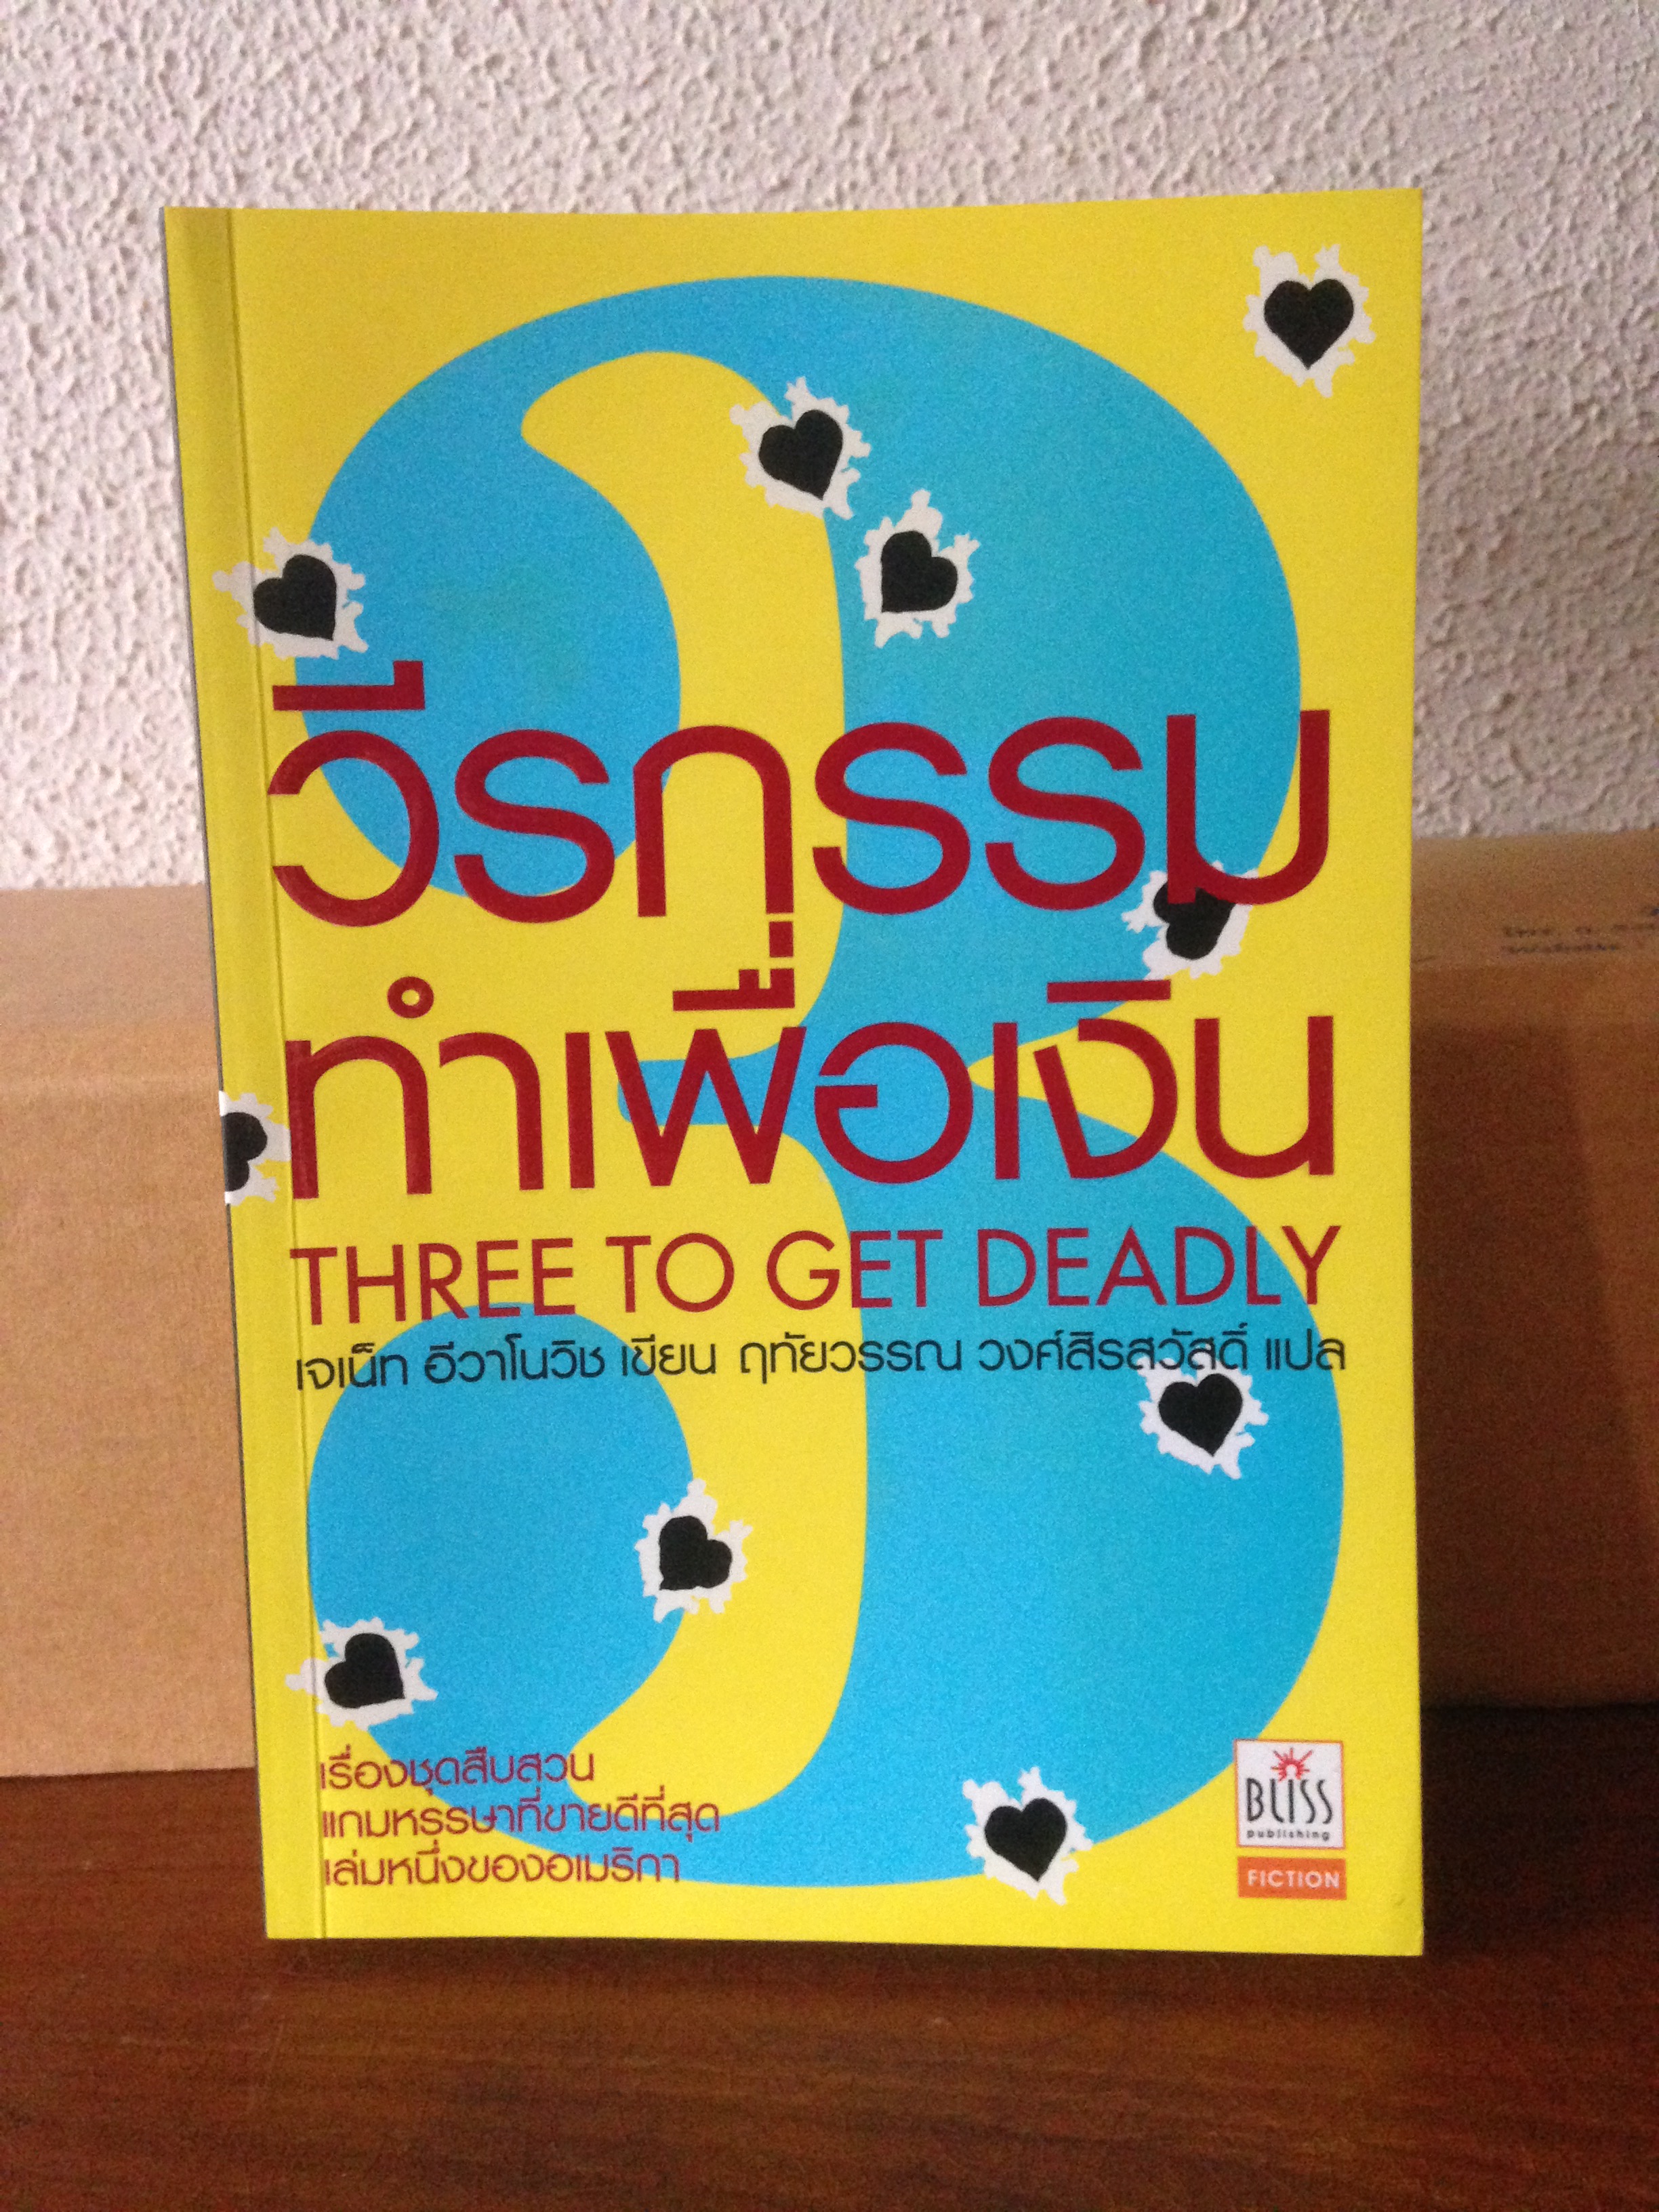 วีรกรรม
ทำเพื่อเงิน
THREE TO GET DEADLY
เจเน็ท อีวาโนวิช เขียน ฤทัยวรรณ วงศ์สิรสวัสดิ์ แปล
เรื่องชุดสืบสวน
แกมหรรษาที่ขายดีที่สุด
เล่มหนึ่งของอเมริกา
BLISS
publishing
FICTION